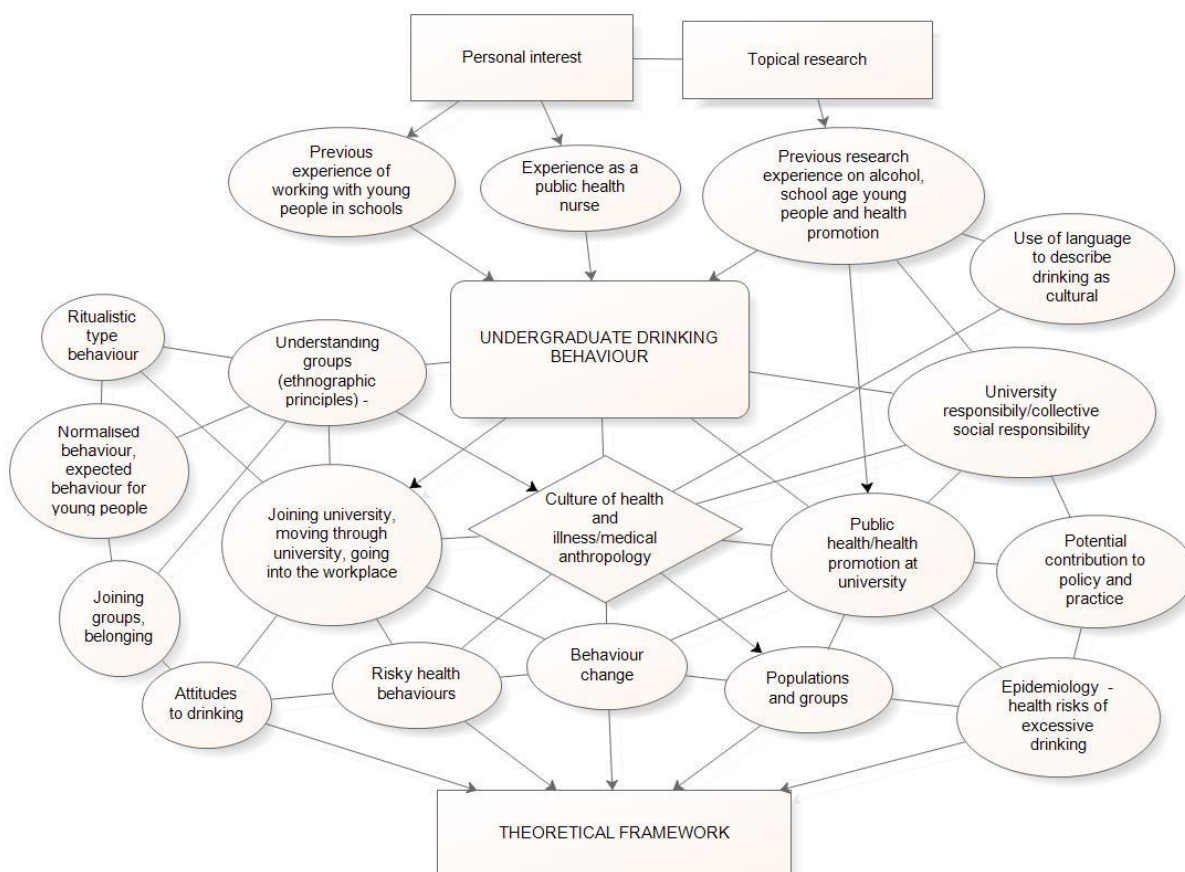 Personal interest
Topical research
Previous
experience of
working with young
people in schools
Experience as a
public health
nurse
Previous research
experience on alcohol,
school age young
people and health
promotion
Use of language
to describe
drinking as
cultural
Ritualistic
type
behaviour
Understanding
groups
(ethnographic
principles) -
UNDERGRADUATE DRINKING
BEHAVIOUR
University
responsibily/collective
social responsibility
Normalised
behaviour,
expected
behaviour for
young people
Joining university,
moving through
university, going
into the workplace
Culture of health
and
illness/medical
anthropology
Public
health/health
promotion at
university
Potential
contribution to
policy and
practice
Joining
groups,
belonging
Attitudes
to drinking
Risky health
behaviours
Behaviour
change
Populations
and groups
Epidemiology -
health risks of
excessive
drinking
THEORETICAL FRAMEWORK